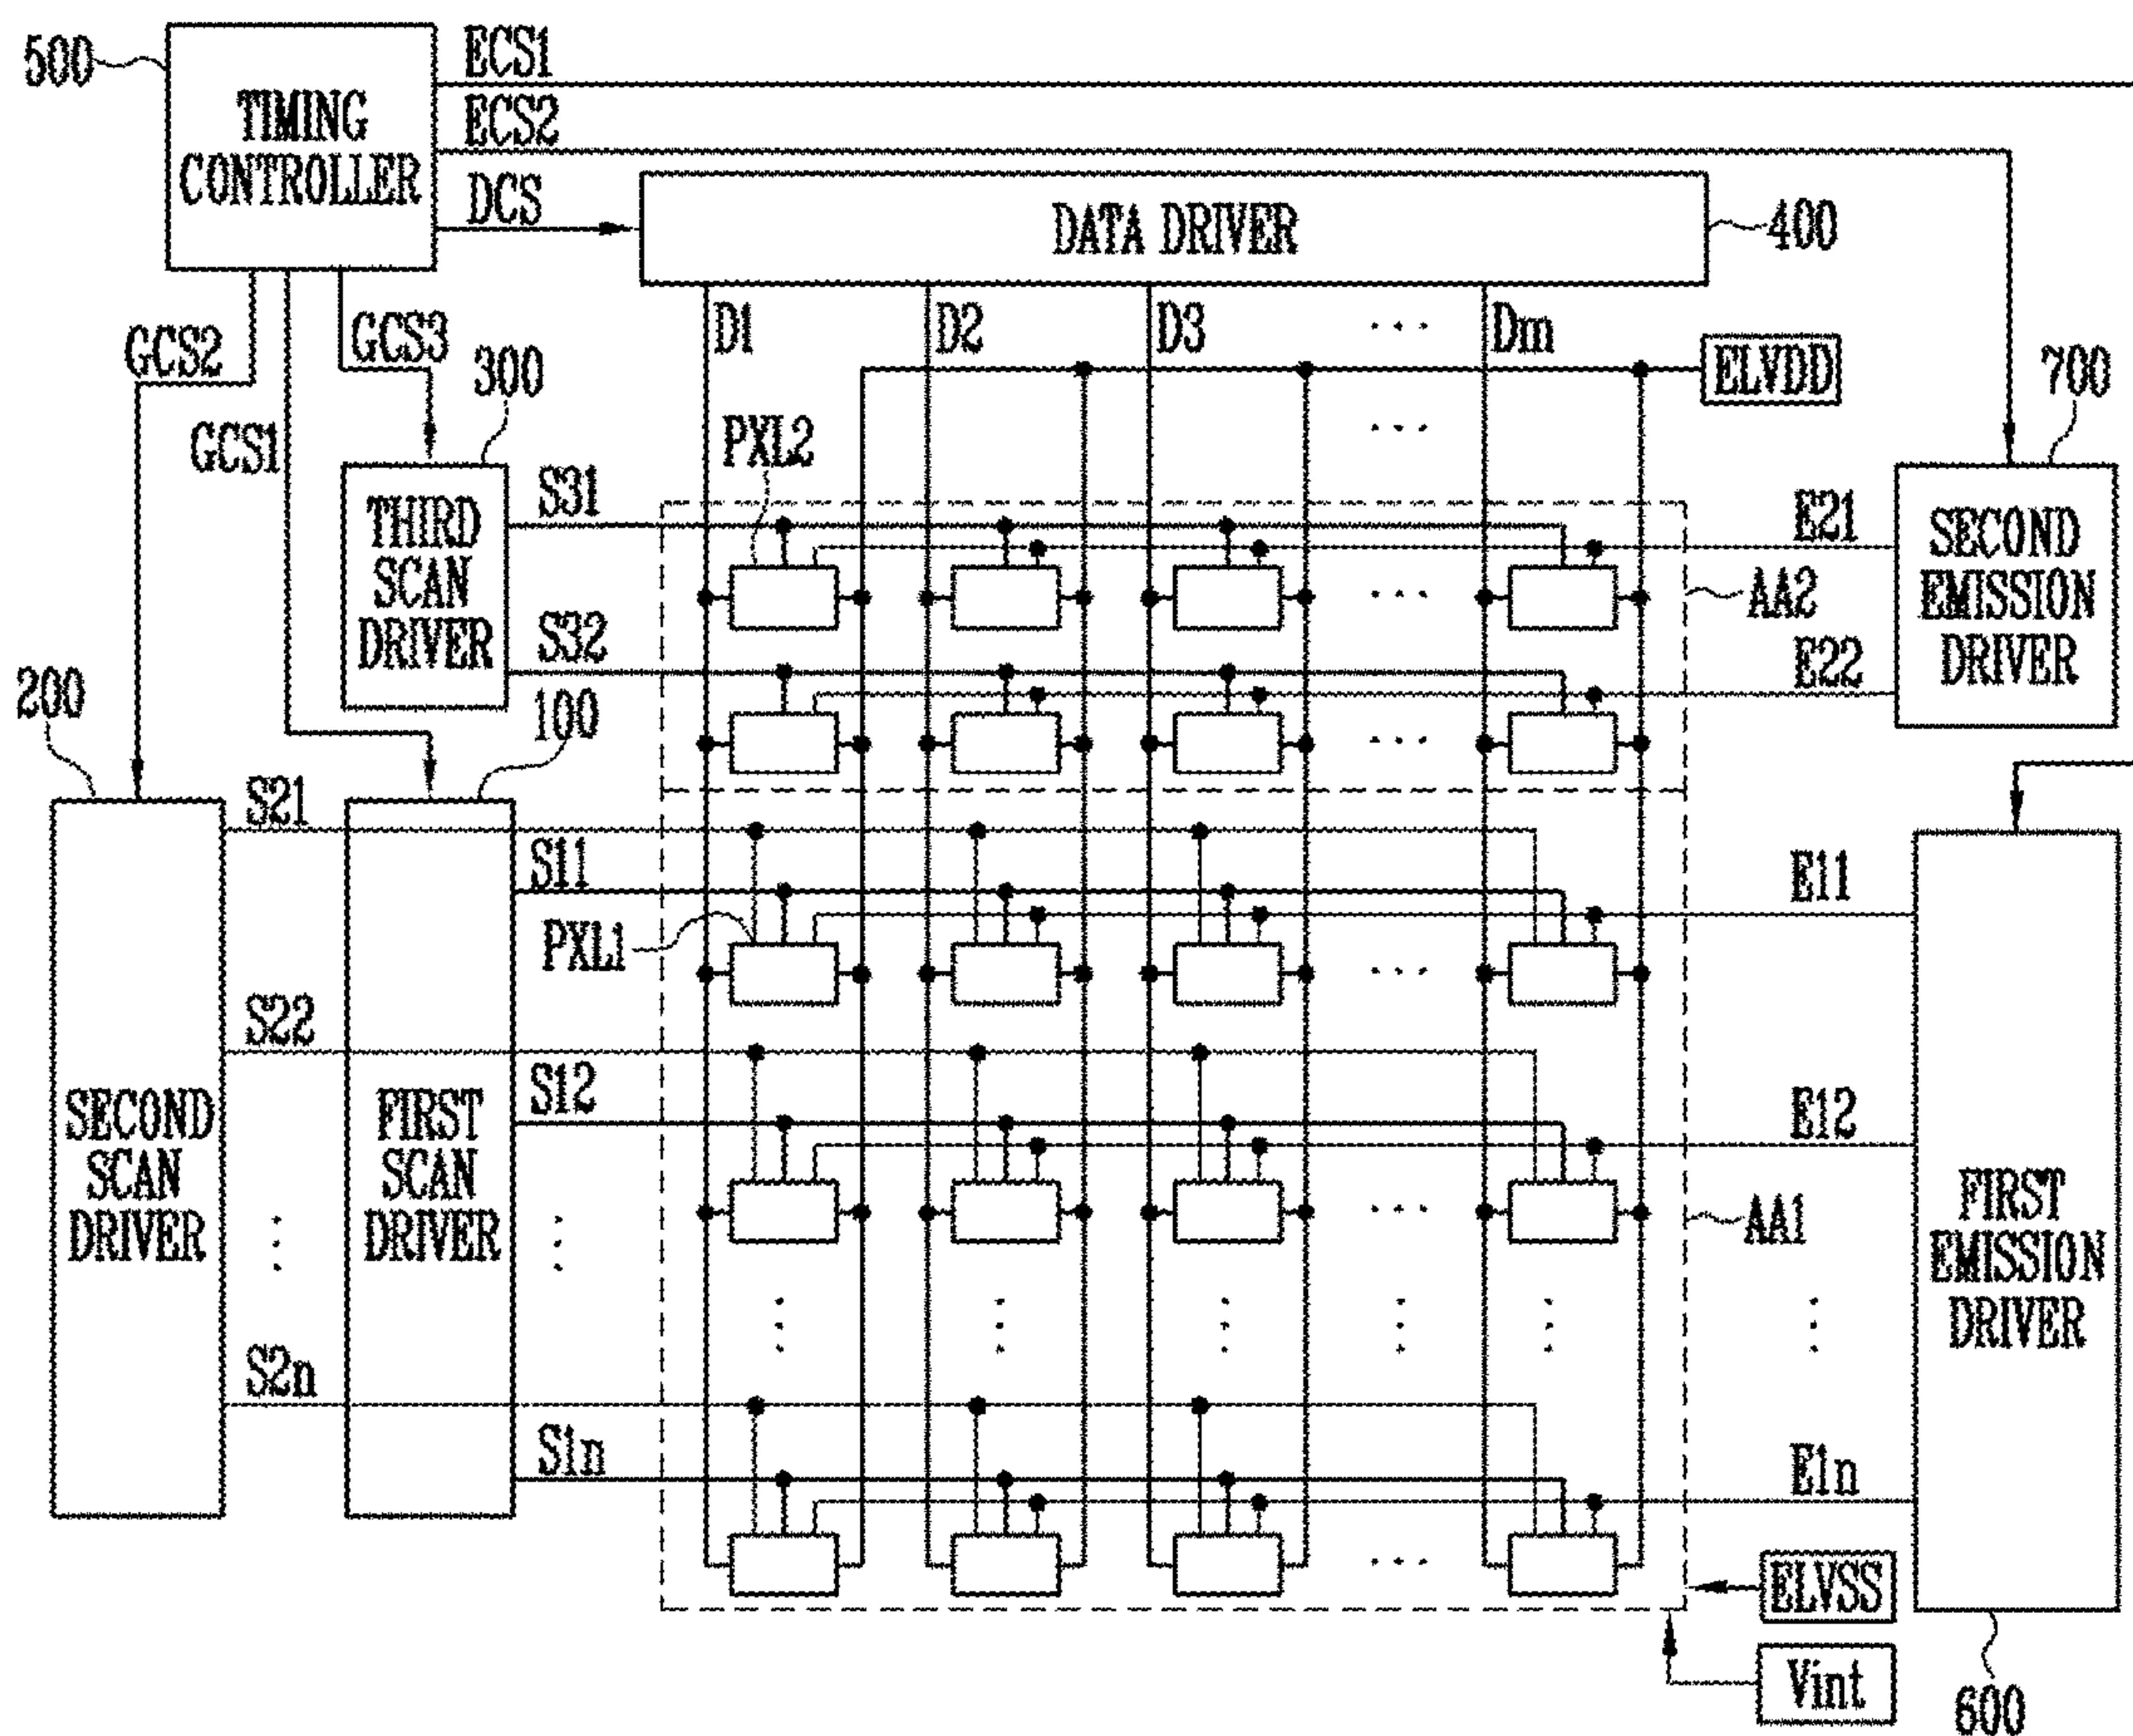 500
TIMING
CONTROLLER
ECS1
ECS2
DCS
DATA DRIVER
400
GCS2
GCS1
GCS3
D1
D2
D3
. . .
Dm
ELVDD
300
700
PXL2
. . .
THIRD
SCAN
DRIVER
S31
S32
E21
E22
SECOND
EMISSION
DRIVER
AA2
. . .
. . .
200
100
S21
S11
PXL1
E11
. . .
S22
S12
E12
SECOND
SCAN
DRIVER
FIRST
SCAN
DRIVER
. . .
AA1
FIRST
EMISSION
DRIVER
S2n
S1n
E1n
. . .
ELVSS
Vint
600